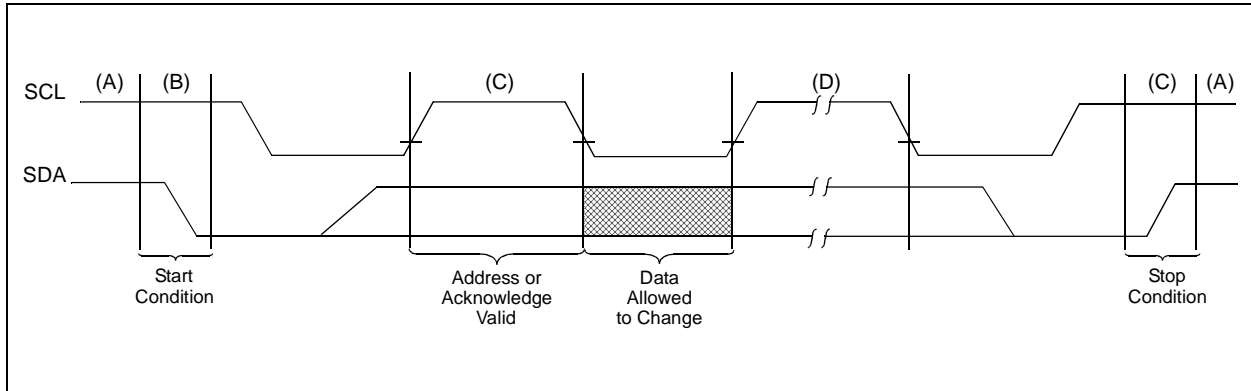 (A) (B) (C) (D) (C) (A)
SCL
SDA
Start
Condition
Address or
Acknowledge
Valid
Data
Allowed
to Change
Stop
Condition